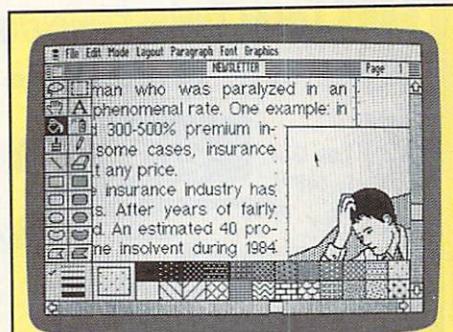 File Edit Mode Layout Paragraph Font Graphics
NEWSLETTER Page 1
man who was paralyzed in an
phenomenal rate. One example: in
300-500% premium in-
some cases, insurance
t any price.
insurance industry has
s. After years of fairly
d. An estimated 40 pro-
ne insolvent during 1984
A